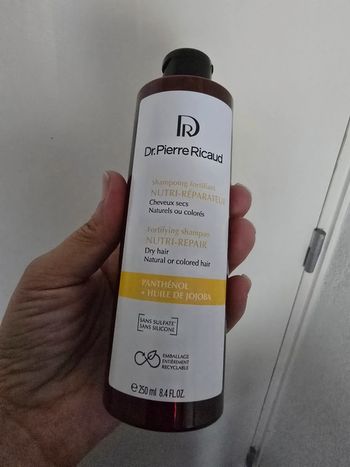 DR
Dr.Pierre Ricaud
Shampoing fortifiant
NUTRI-RÉPARATEUR
Cheveux secs
Naturels ou colorés
Fortifying shampoo
NUTRI-REPAIR
Dry hair
Natural or colored hair
PANTHÉNOL
+ HUILE DE JOJOBA
SANS SULFATE
SANS SILICONE
EMBALLAGE
ENTIÈREMENT
RECYCLABLE
℮ 250 ml 8.4 FL.OZ.